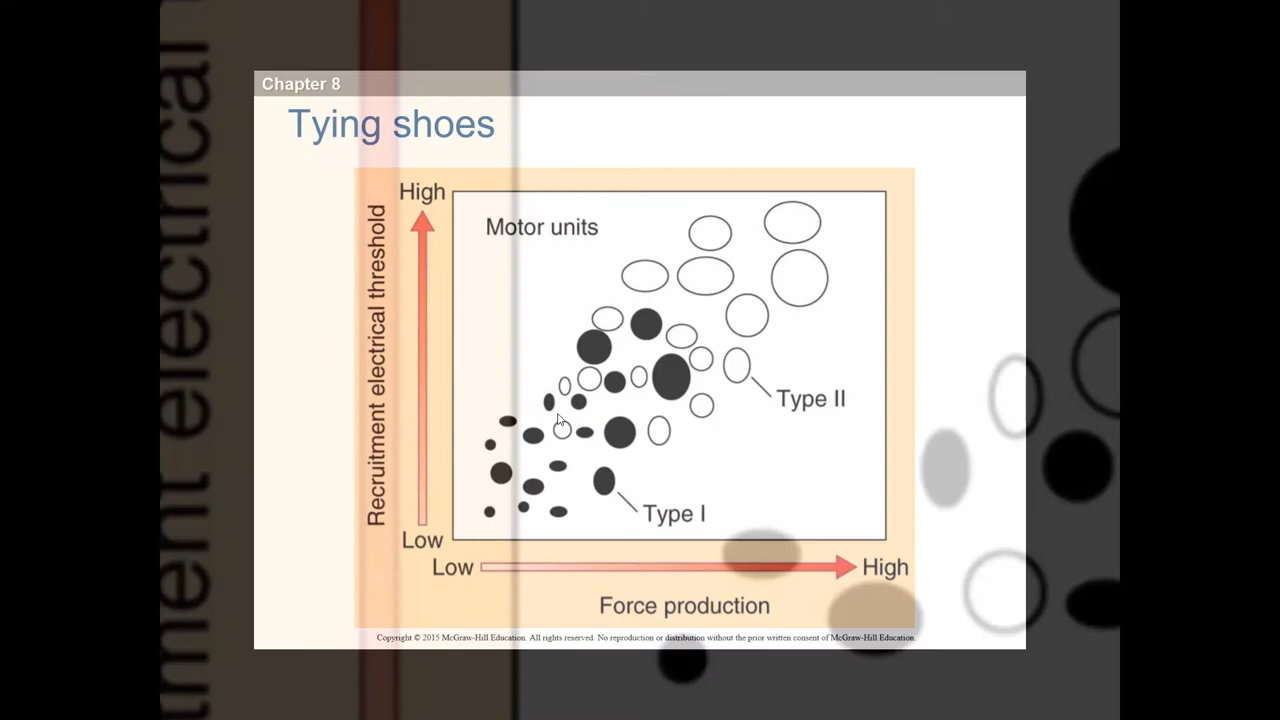 Chapter 8
Tying shoes
High
Motor units
Recruitment electrical threshold
Type II
Type I
Low
Low
High
Force production
Copyright © 2015 McGraw-Hill Education. All rights reserved. No reproduction or distribution without the prior written consent of McGraw-Hill Education.
ment electrical